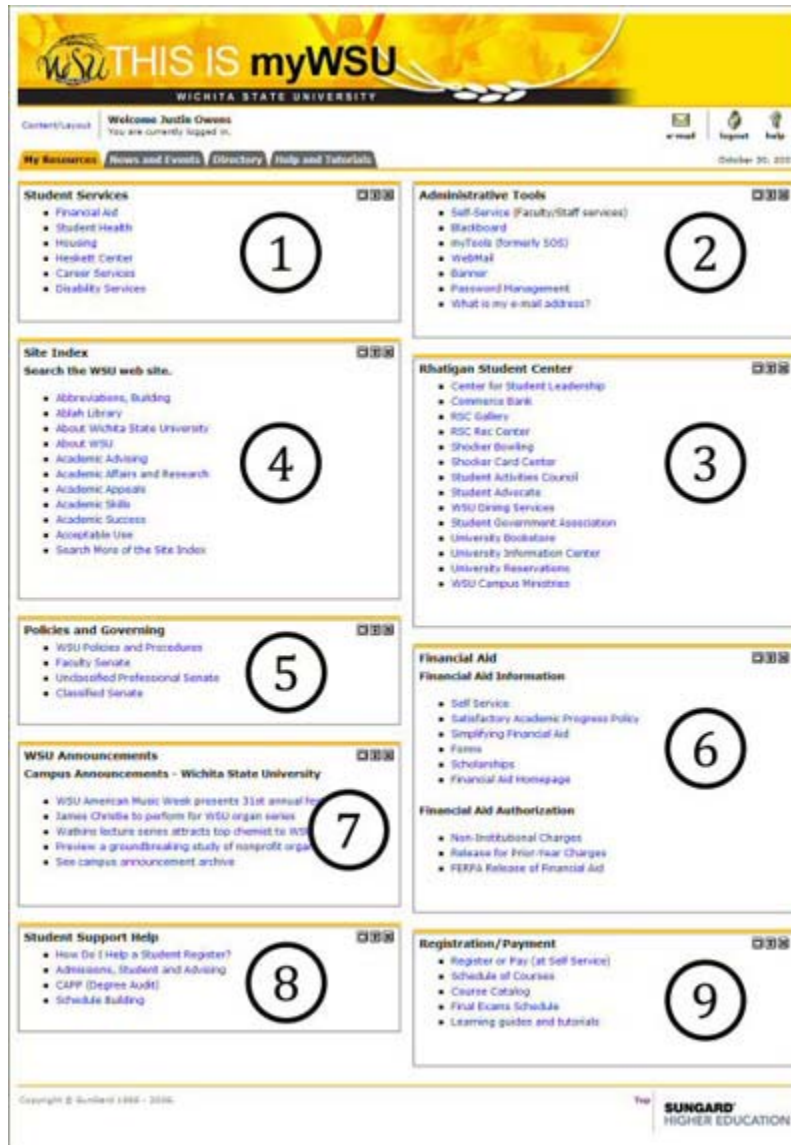 WSU THIS IS myWSU
WICHITA STATE UNIVERSITY
Content/Layout
Welcome Justin Owens
You are currently logged in.
e-mail
logout
help
My Resources
News and Events
Directory
Help and Tutorials
October 30, 200
Student Services
Financial Aid
Student Health
Housing
Heskett Center
Career Services
Disability Services
1
Administrative Tools
Self-Service (Faculty/Staff services)
Blackboard
myTools (formerly SOS)
WebMail
Banner
Password Management
What is my e-mail address?
2
Site Index
Search the WSU web site.
Abbreviations, Building
Ablah Library
About Wichita State University
About WSU
Academic Advising
Academic Affairs and Research
Academic Appeals
Academic Skills
Academic Success
Acceptable Use
Search More of the Site Index
4
Rhatigan Student Center
Center for Student Leadership
Commerce Bank
RSC Gallery
RSC Rec Center
Shocker Bowling
Shocker Card Center
Student Activities Council
Student Advocate
WSU Dining Services
Student Government Association
University Bookstore
University Information Center
University Reservations
WSU Campus Ministries
3
Policies and Governing
WSU Policies and Procedures
Faculty Senate
Unclassified Professional Senate
Classified Senate
5
Financial Aid
Financial Aid Information
Self Service
Satisfactory Academic Progress Policy
Simplifying Financial Aid
Forms
Scholarships
Financial Aid Homepage
Financial Aid Authorization
Non-Institutional Charges
Release for Prior-Year Charges
FERPA Release of Financial Aid
6
WSU Announcements
Campus Announcements - Wichita State University
WSU American Music Week presents 31st annual
James Christie to perform for WSU organ series
Watkins lecture series attracts top chemist to
Preview a groundbreaking study of nonprofit
See campus announcement archive
7
Student Support Help
How Do I Help a Student Register?
Admissions, Student and Advising
CAPP (Degree Audit)
Schedule Building
8
Registration/Payment
Register or Pay (at Self Service)
Schedule of Courses
Course Catalog
Final Exams Schedule
Learning guides and tutorials
9
Copyright © SunGard 1998 - 2006.
Top
SUNGARD
HIGHER EDUCATION